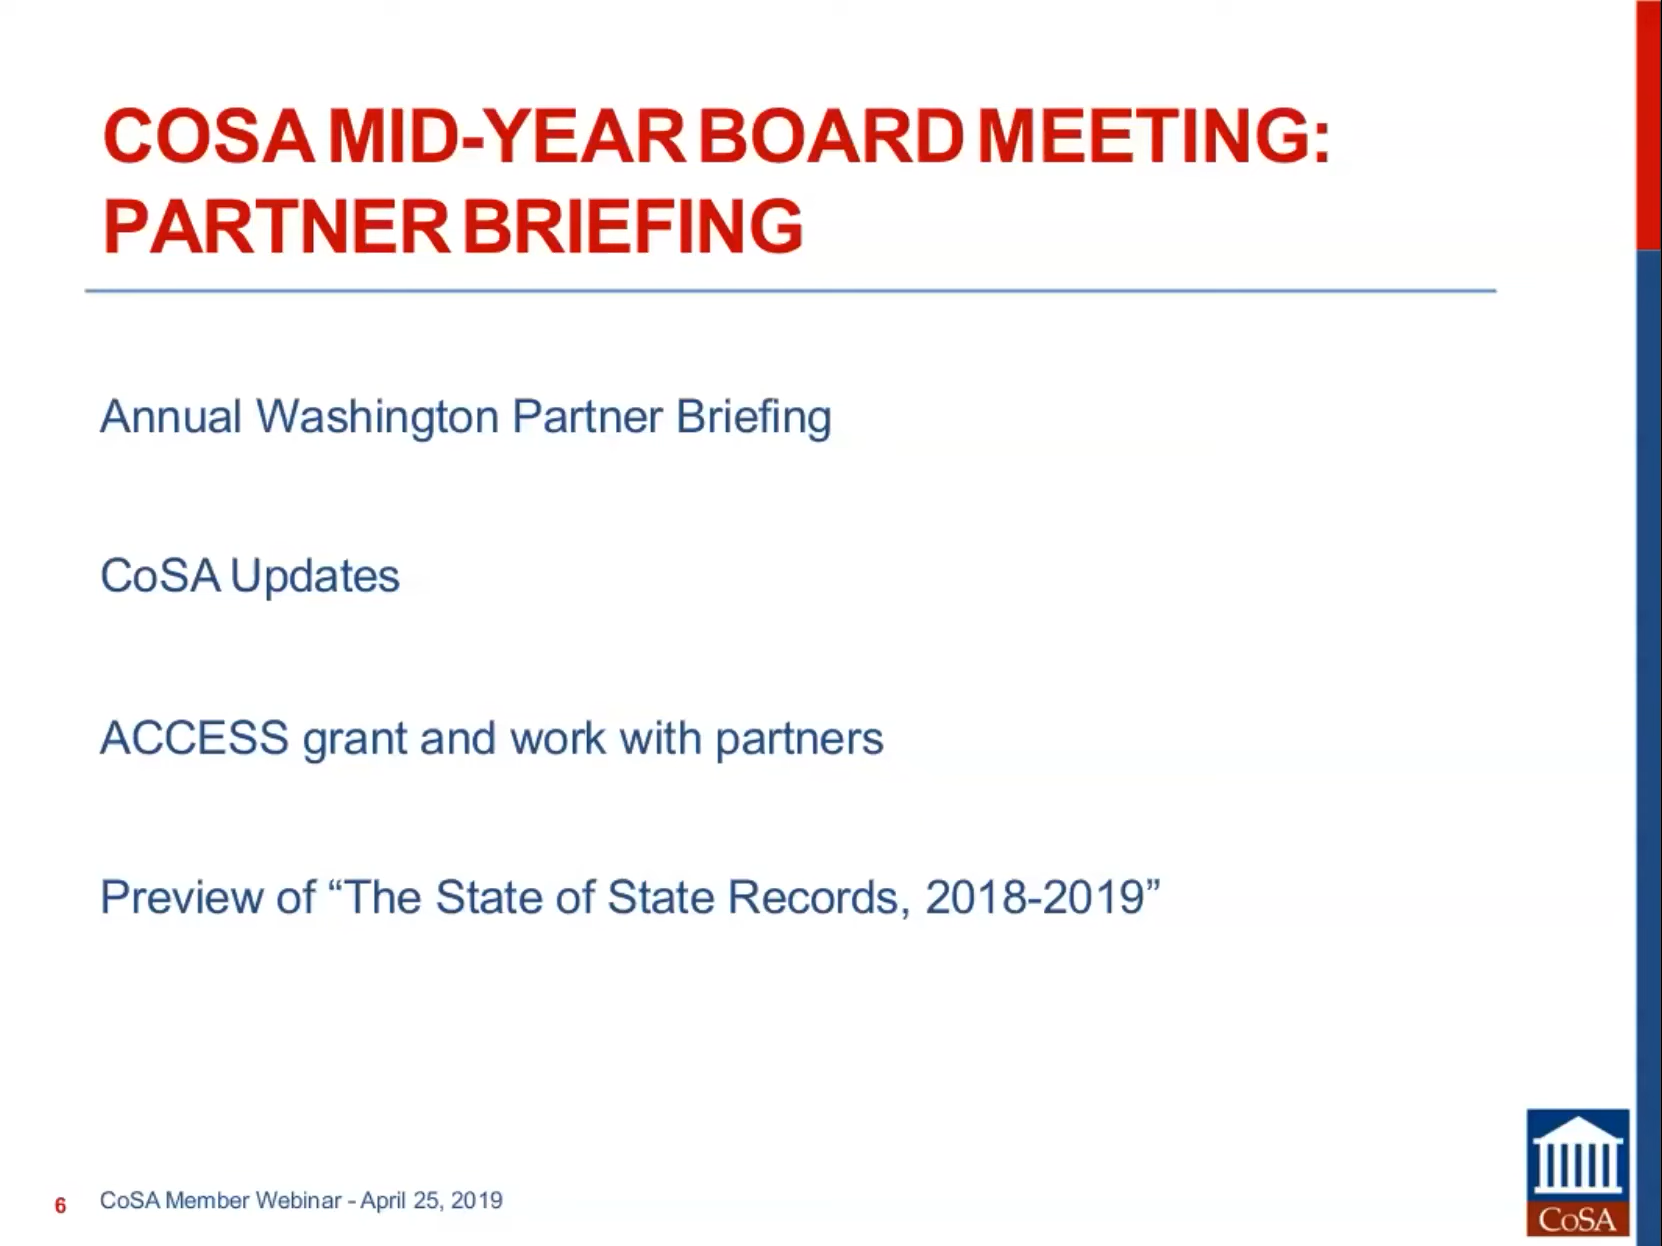 COSA MID-YEAR BOARD MEETING:
PARTNER BRIEFING
Annual Washington Partner Briefing
CoSA Updates
ACCESS grant and work with partners
Preview of “The State of State Records, 2018-2019”
6 CoSA Member Webinar - April 25, 2019
CoSA